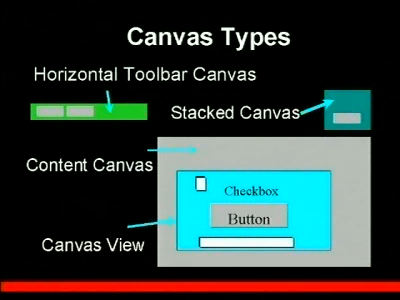 Canvas Types
Horizontal Toolbar Canvas
Stacked Canvas
Content Canvas
Checkbox
Button
Canvas View